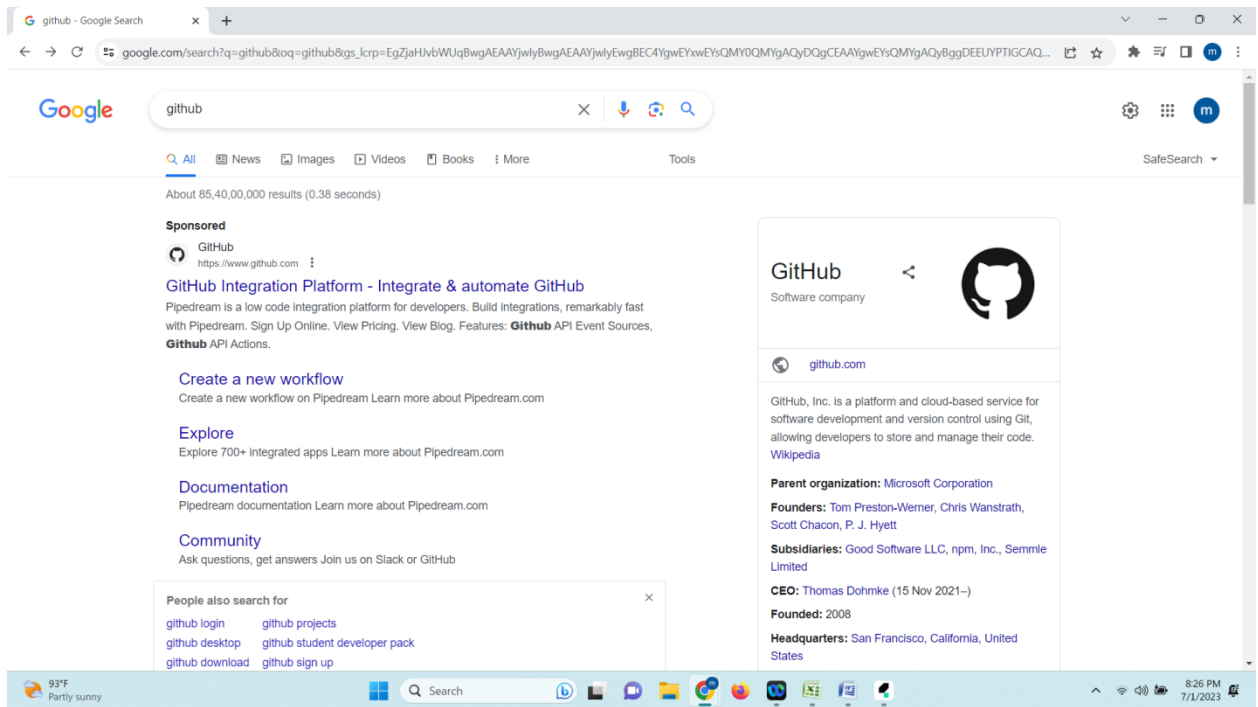 github - Google Search
google.com/search?q=github&oq=github&gs_lcrp=EgZjaHJvbWUqBwgAEAAYjwIyBwgAEAAYjwIyEwgBEC4YgwEYxwEYsQMY0QMYgAQyDQgCEAAYgwEYsQMYgAQyBggDEEUYPTIGCAQ...
m
Google
github
m
All News Images Videos Books More Tools SafeSearch
About 85,40,00,000 results (0.38 seconds)
Sponsored
GitHub
https://www.github.com
GitHub Integration Platform - Integrate & automate GitHub
Pipedream is a low code integration platform for developers. Build integrations, remarkably fast
with Pipedream. Sign Up Online. View Pricing. View Blog. Features: Github API Event Sources,
Github API Actions.
Create a new workflow
Create a new workflow on Pipedream Learn more about Pipedream.com
Explore
Explore 700+ integrated apps Learn more about Pipedream.com
Documentation
Pipedream documentation Learn more about Pipedream.com
Community
Ask questions, get answers Join us on Slack or GitHub
People also search for
github login github projects
github desktop github student developer pack
github download github sign up
GitHub
Software company
github.com
GitHub, Inc. is a platform and cloud-based service for
software development and version control using Git,
allowing developers to store and manage their code.
Wikipedia
Parent organization: Microsoft Corporation
Founders: Tom Preston-Werner, Chris Wanstrath,
Scott Chacon, P. J. Hyett
Subsidiaries: Good Software LLC, npm, Inc., Semmle
Limited
CEO: Thomas Dohmke (15 Nov 2021–)
Founded: 2008
Headquarters: San Francisco, California, United
States
93°F
Partly sunny
Search
8:26 PM
7/1/2023